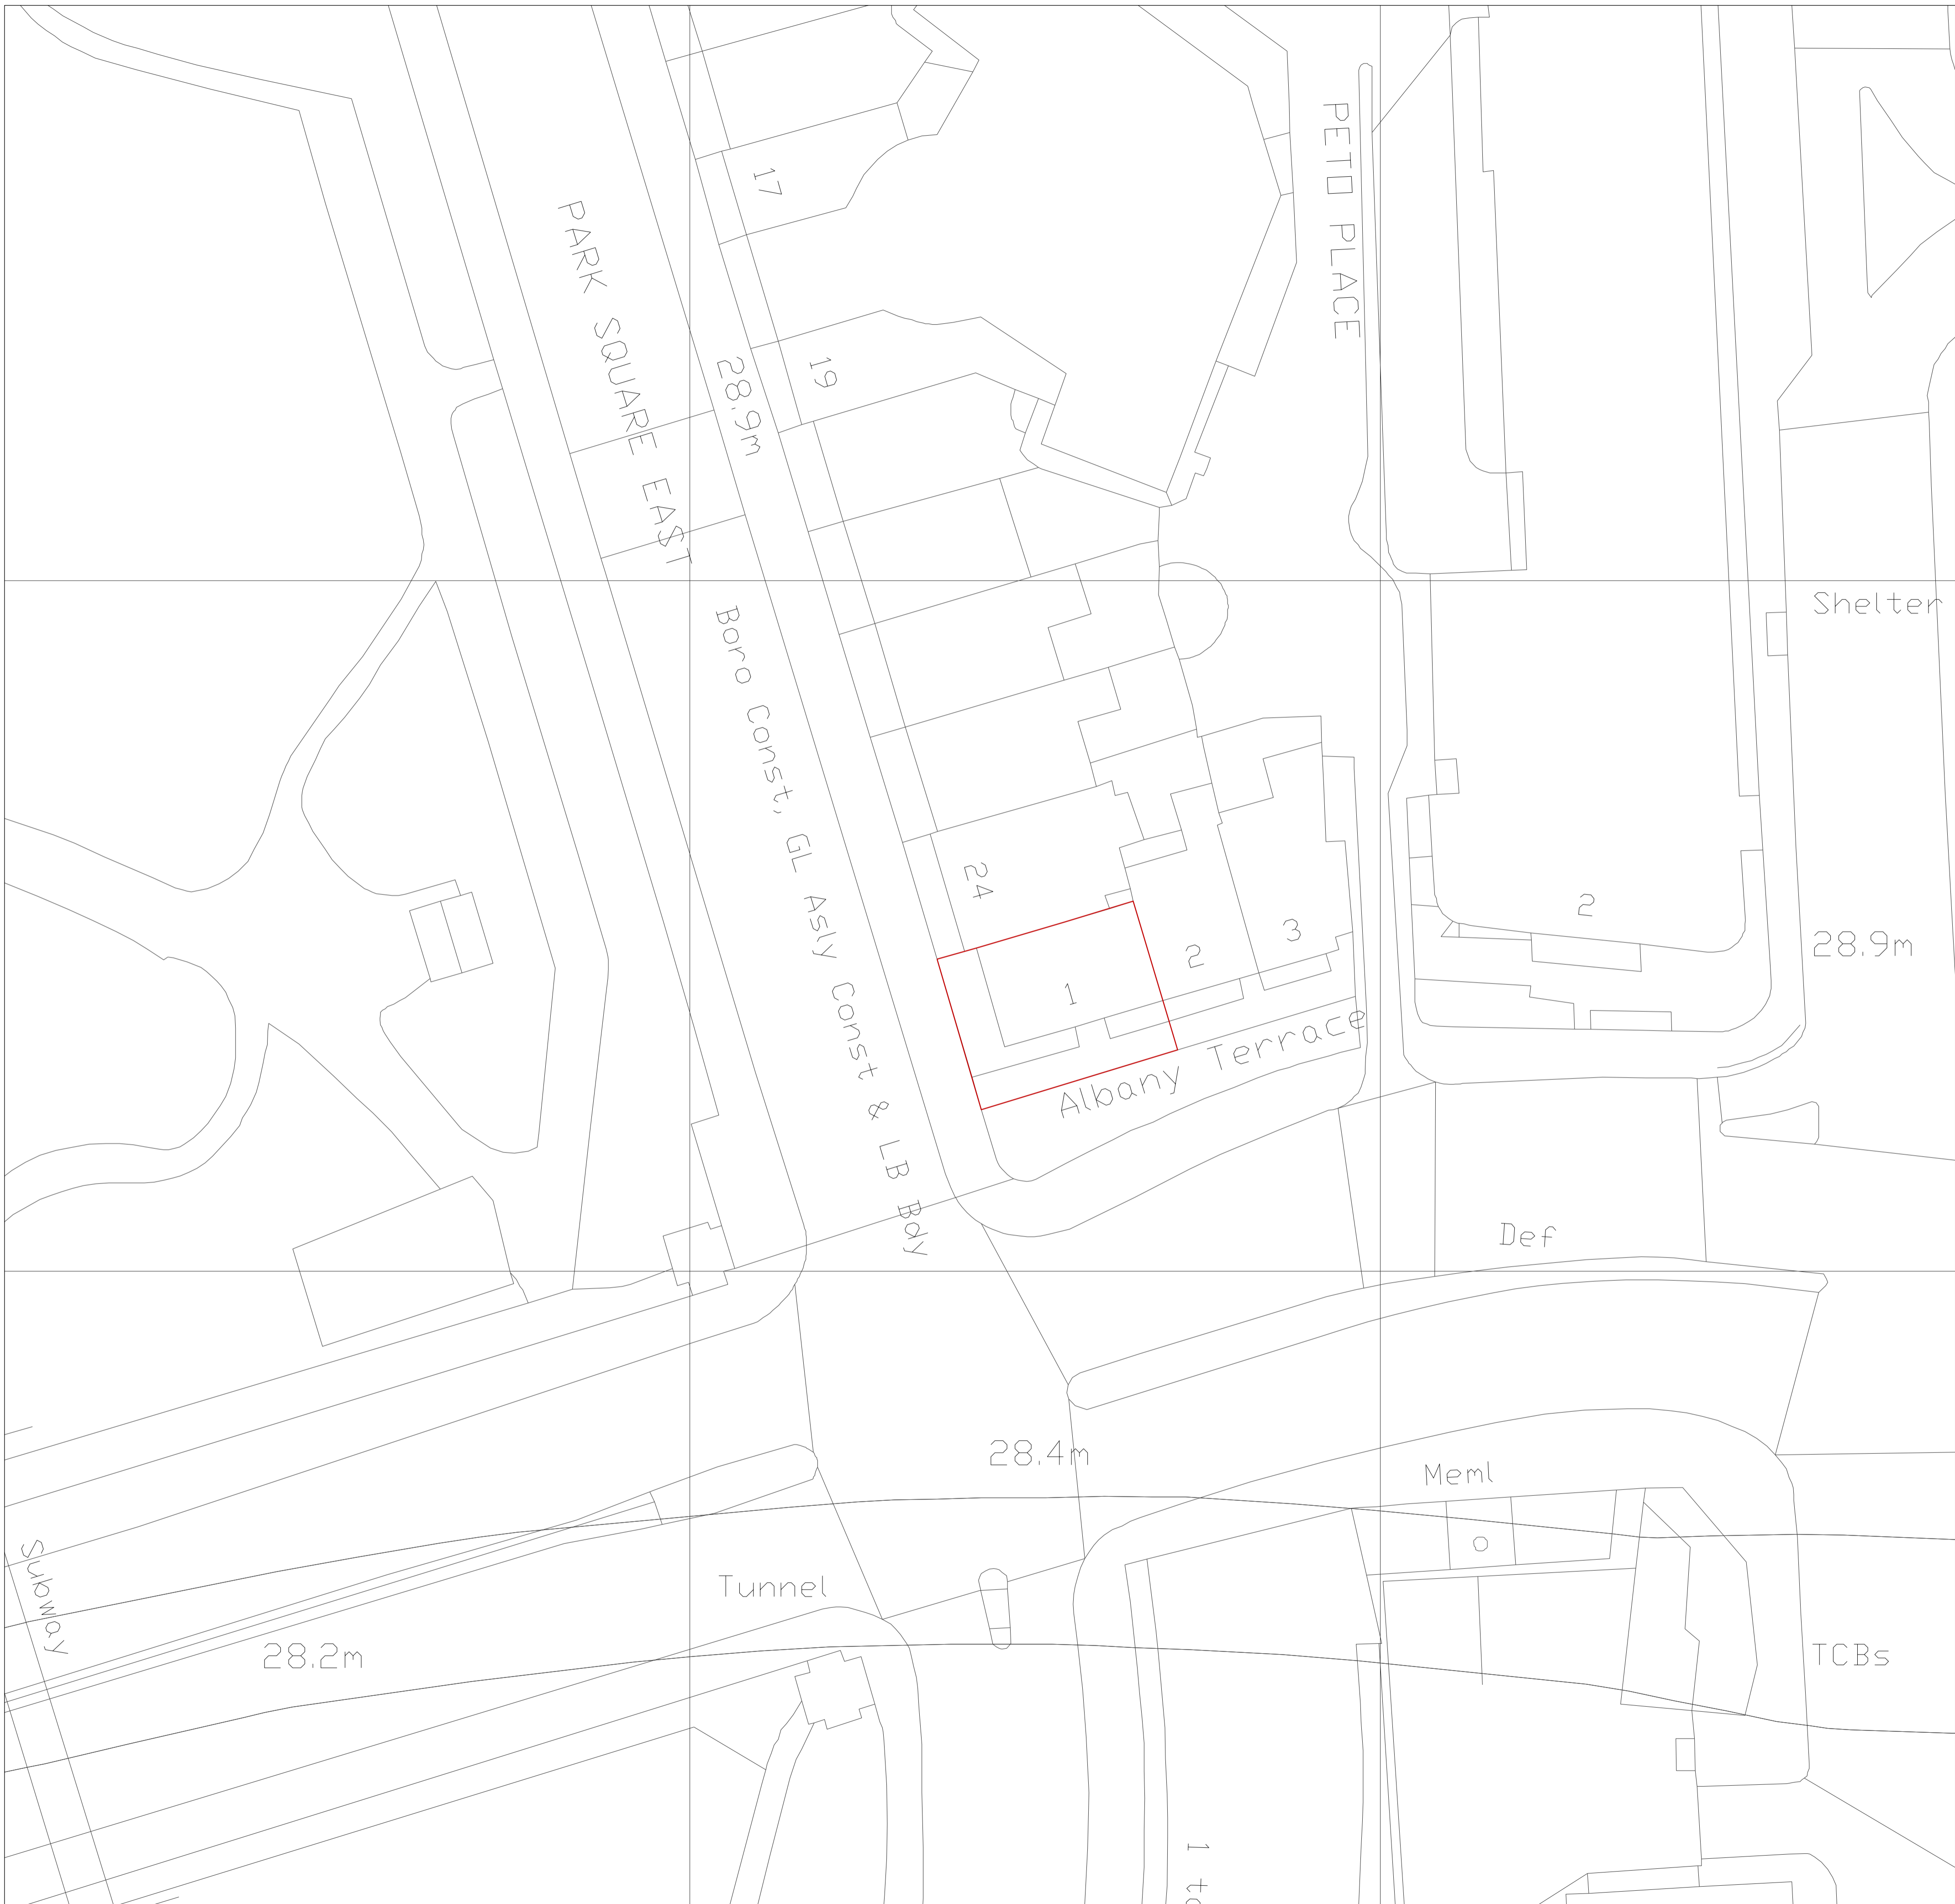 PETO PLACE
17
PARK SQUARE EAST
28.9m
19
Shelter
Boro Const, GL Asly Const & LB Bdy
24
2
3
2
28.9m
1
Albany Terrace
Def
28.4m
Meml
Subway
Tunnel
28.2m
TCBs
1 to